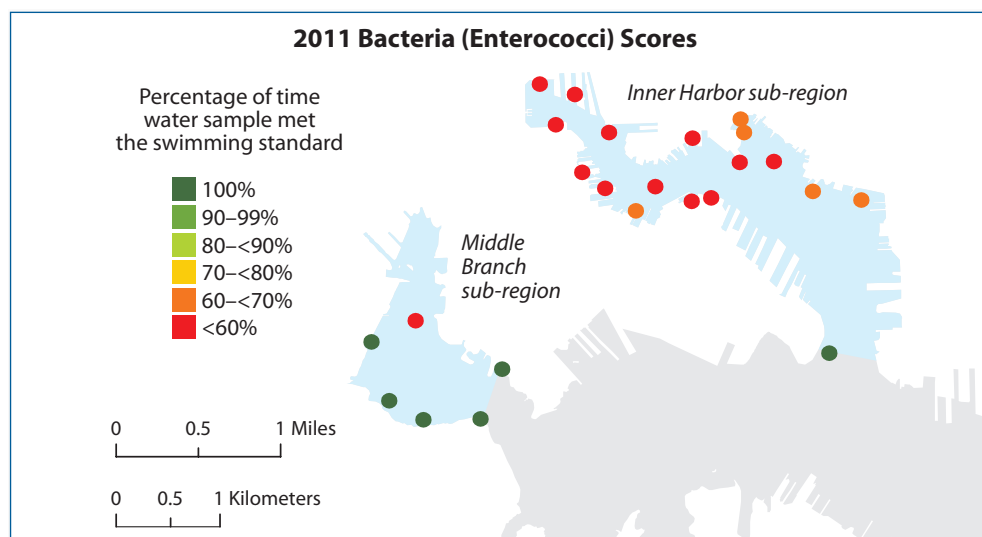 2011 Bacteria (Enterococci) Scores
Percentage of time
water sample met
the swimming standard
100%
90–99%
80–<90%
70–<80%
60–<70%
<60%
Inner Harbor sub-region
Middle
Branch
sub-region
0 0.5 1 Miles
0 0.5 1 Kilometers